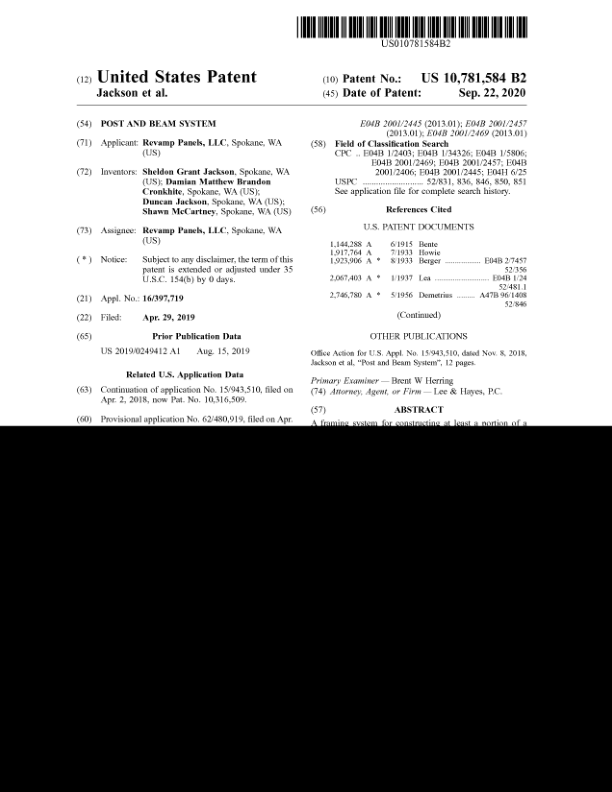 US010781584B2
(12) United States Patent
Jackson et al.
(10) Patent No.: US 10,781,584 B2
(45) Date of Patent: Sep. 22, 2020
(54) POST AND BEAM SYSTEM
(71) Applicant: Revamp Panels, LLC, Spokane, WA
(US)
(72) Inventors: Sheldon Grant Jackson, Spokane, WA
(US); Damian Matthew Brandon
Cronkhite, Spokane, WA (US);
Duncan Jackson, Spokane, WA (US);
Shawn McCartney, Spokane, WA (US)
(73) Assignee: Revamp Panels, LLC, Spokane, WA
(US)
( * ) Notice: Subject to any disclaimer, the term of this
patent is extended or adjusted under 35
U.S.C. 154(b) by 0 days.
(21) Appl. No.: 16/397,719
(22) Filed: Apr. 29, 2019
(65) Prior Publication Data
US 2019/0249412 A1 Aug. 15, 2019
Related U.S. Application Data
(63) Continuation of application No. 15/943,510, filed on
Apr. 2, 2018, now Pat. No. 10,316,509.
(60) Provisional application No. 62/480,919, filed on Apr.
E04B 2001/2445 (2013.01); E04B 2001/2457
(2013.01); E04B 2001/2469 (2013.01)
(58) Field of Classification Search
CPC .. E04B 1/2403; E04B 1/34326; E04B 1/5806;
E04B 2001/2469; E04B 2001/2457; E04B
2001/2406; E04B 2001/2445; E04H 6/25
USPC ............................ 52/831, 836, 846, 850, 851
See application file for complete search history.
(56) References Cited
U.S. PATENT DOCUMENTS
1,144,288 A 6/1915 Bente
1,917,764 A 7/1933 Howie
1,923,906 A * 8/1933 Berger .............. E04B 2/7457
52/356
2,067,403 A * 1/1937 Lea ..................... E04B 1/24
52/481.1
2,746,780 A * 5/1956 Demetrius ........ A47B 96/1408
52/846
(Continued)
OTHER PUBLICATIONS
Office Action for U.S. Appl. No. 15/943,510, dated Nov. 8, 2018,
Jackson et al, “Post and Beam System”, 12 pages.
Primary Examiner — Brent W Herring
(74) Attorney, Agent, or Firm — Lee & Hayes, P.C.
(57) ABSTRACT
A framing system for constructing at least a portion of a